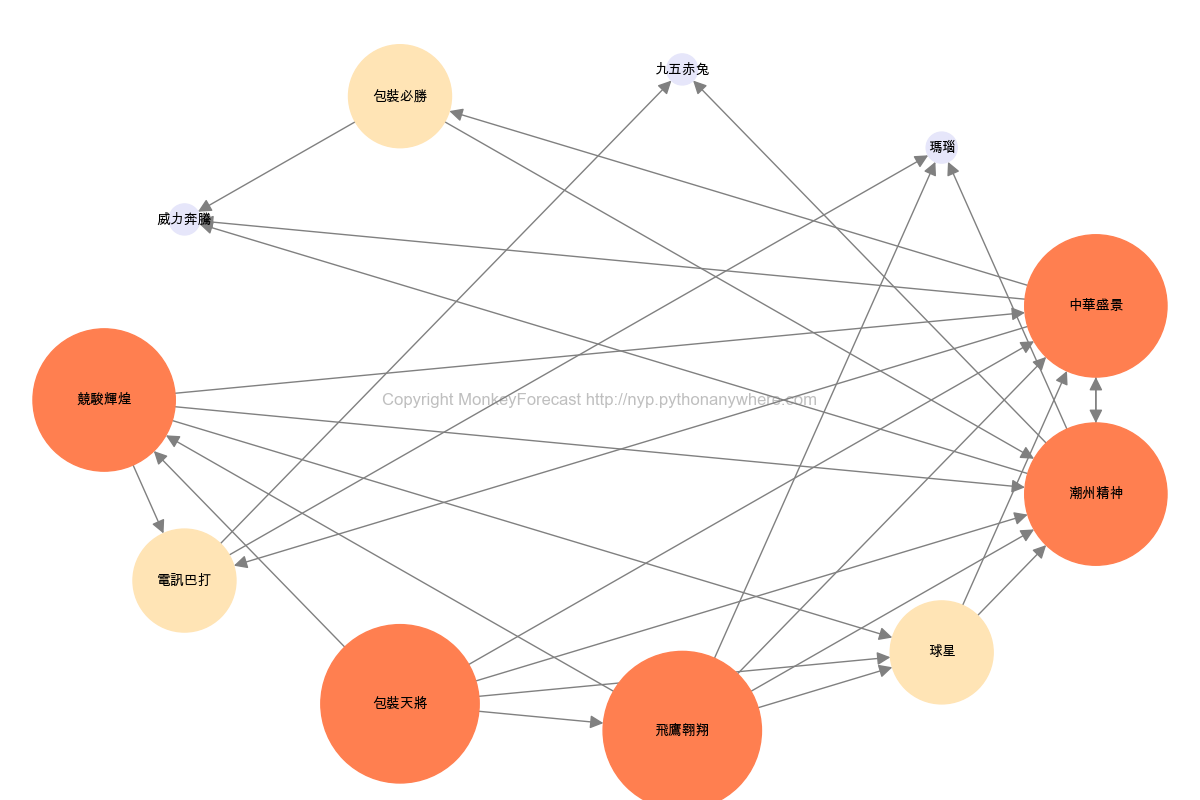 九五赤兔
包裝必勝
瑪瑙
威力奔騰
中華盛景
競駿輝煌
Copyright MonkeyForecast http://nyp.pythonanywhere.com
潮州精神
電訊巴打
球星
包裝天將
飛鷹翱翔